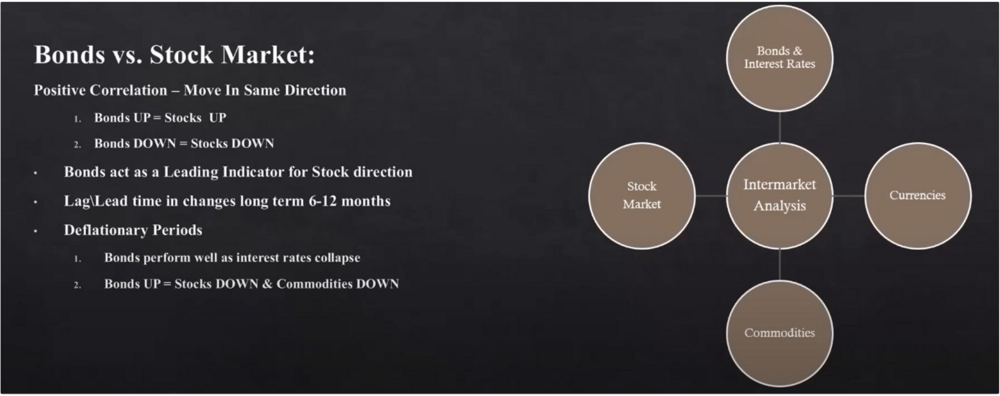 Bonds vs. Stock Market:
Positive Correlation – Move In Same Direction
1. Bonds UP = Stocks UP
2. Bonds DOWN = Stocks DOWN
• Bonds act as a Leading Indicator for Stock direction
• Lag\Lead time in changes long term 6-12 months
• Deflationary Periods
1. Bonds perform well as interest rates collapse
2. Bonds UP = Stocks DOWN & Commodities DOWN
Bonds &
Interest Rates
Stock
Market
Intermarket
Analysis
Currencies
Commodities